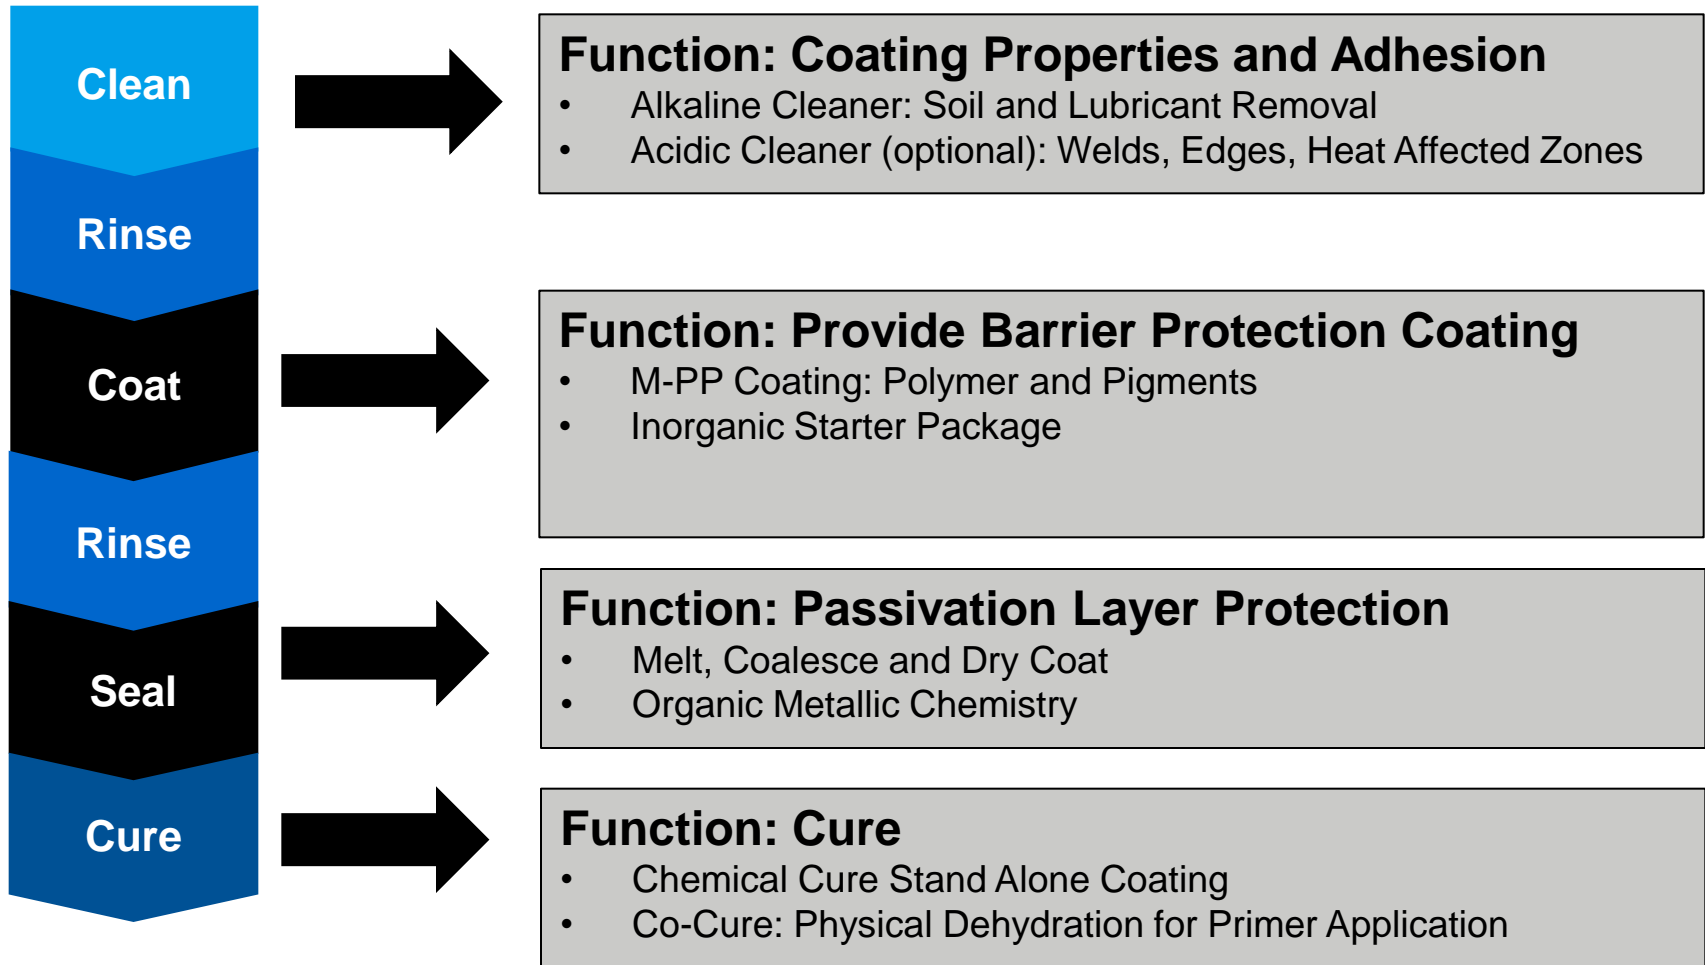 Clean
Function: Coating Properties and Adhesion
• Alkaline Cleaner: Soil and Lubricant Removal
• Acidic Cleaner (optional): Welds, Edges, Heat Affected Zones
Rinse
Coat
Function: Provide Barrier Protection Coating
• M-PP Coating: Polymer and Pigments
• Inorganic Starter Package
Rinse
Seal
Function: Passivation Layer Protection
• Melt, Coalesce and Dry Coat
• Organic Metallic Chemistry
Cure
Function: Cure
• Chemical Cure Stand Alone Coating
• Co-Cure: Physical Dehydration for Primer Application